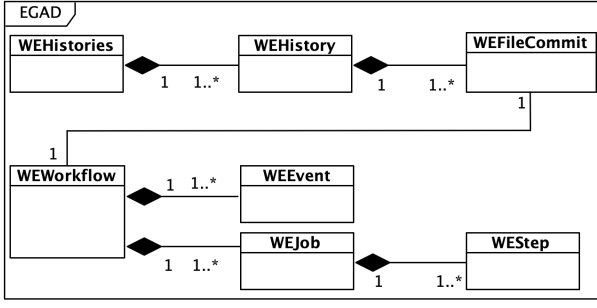 EGAD
WEHistories
WEHistory
WEFileCommit
1 1..*
1 1..*
1
1
WEWorkflow
WEEvent
1 1..*
WEJob
WEStep
1 1..*
1 1..*